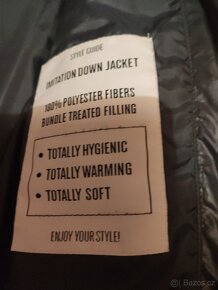 STYLE GUIDE
IMITATION DOWN JACKET
100% POLYESTER FIBERS
BUNDLE TREATED FILLING
• TOTALLY HYGIENIC
• TOTALLY WARMING
• TOTALLY SOFT
ENJOY YOUR STYLE!
Bazos.cz